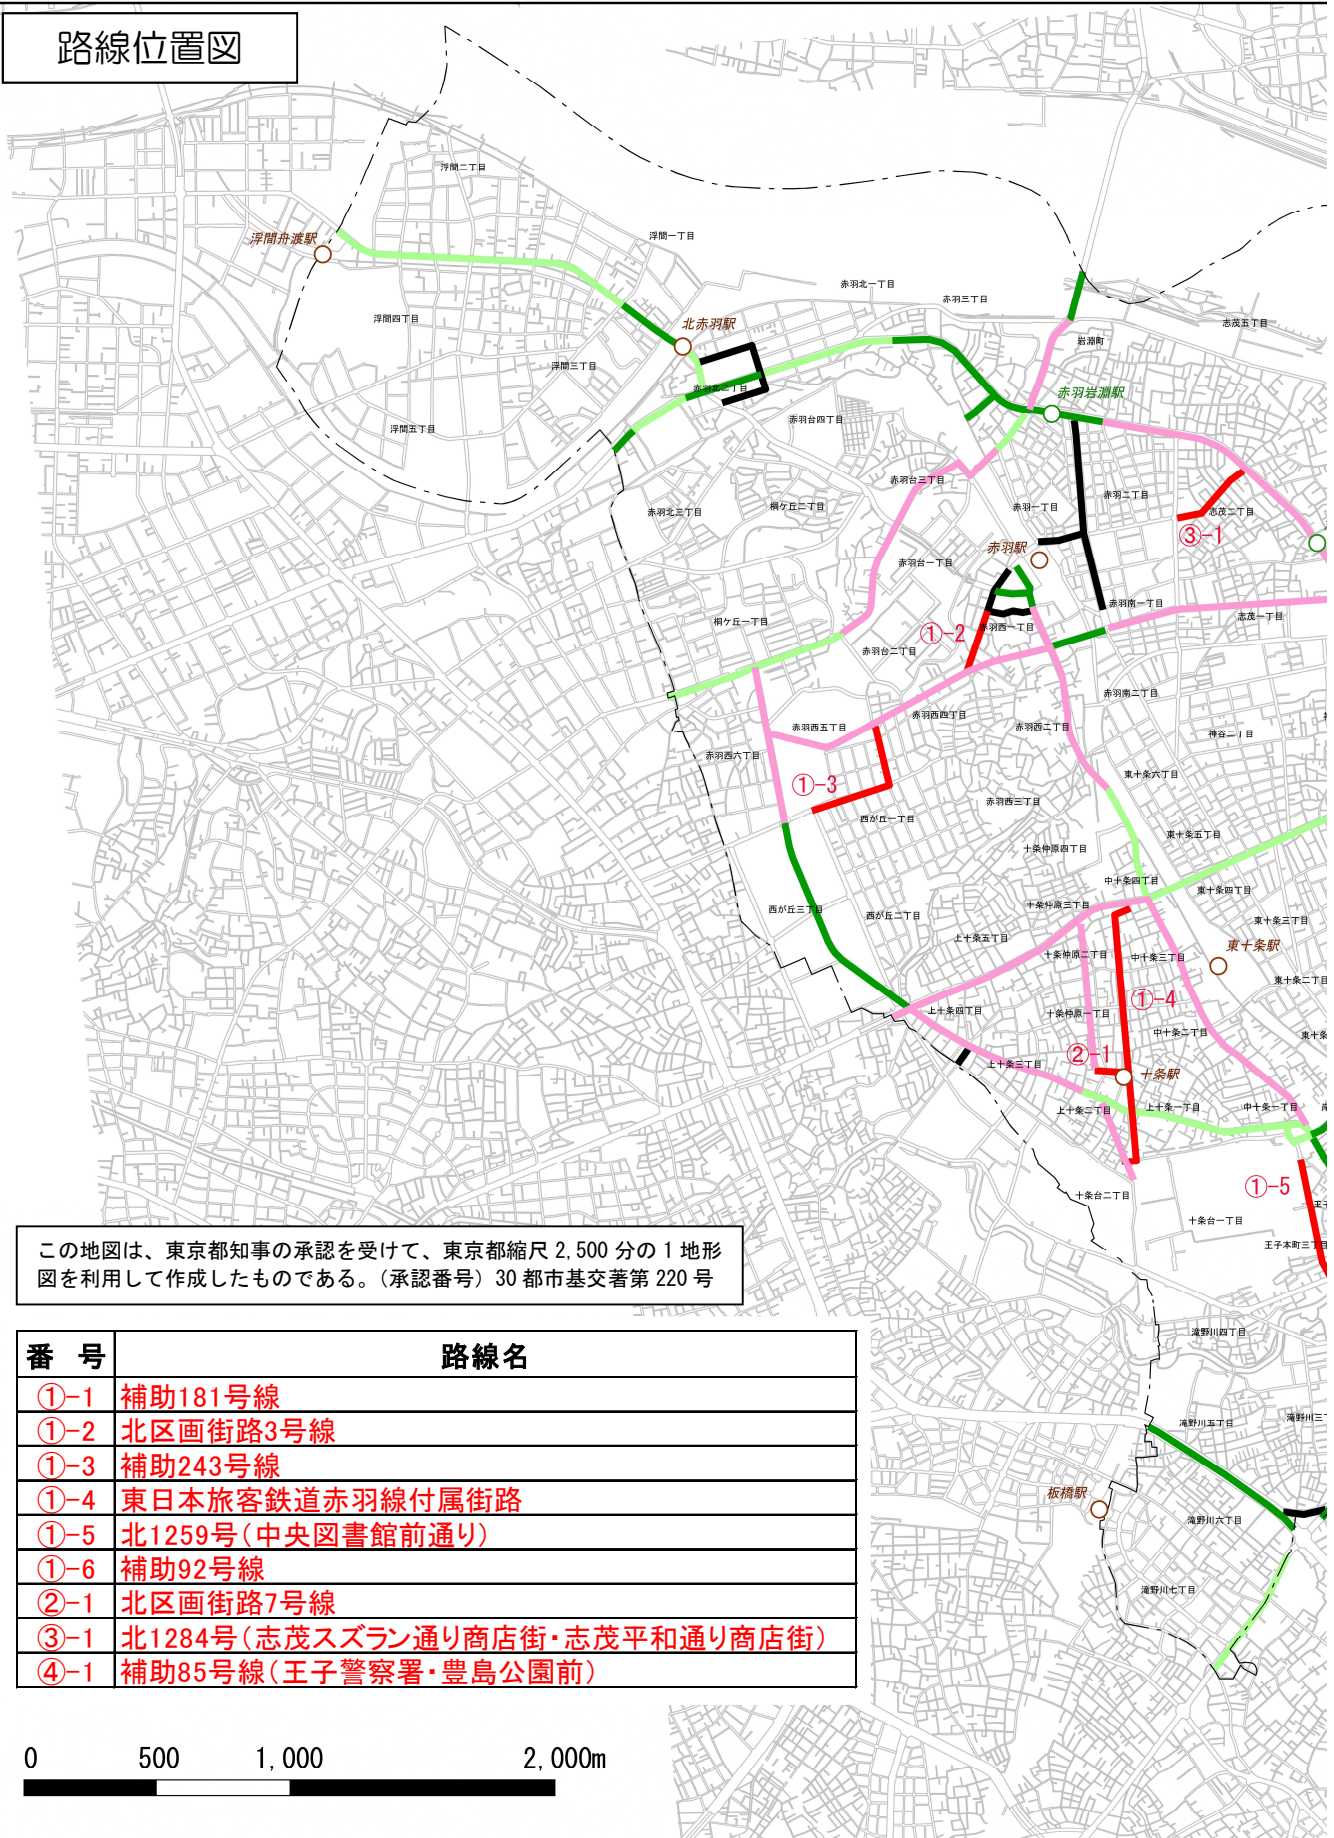 路線位置図
浮間二丁目
浮間舟渡駅
浮間一丁目
赤羽北一丁目
赤羽三丁目
浮間四丁目
北赤羽駅
志茂五丁目
岩淵町
浮間三丁目
赤羽北二丁目
赤羽岩淵駅
浮間五丁目
赤羽台四丁目
赤羽台三丁目
赤羽二丁目
桐ケ丘二丁目
赤羽一丁目
赤羽北三丁目
志茂二丁目
③-1
赤羽駅
赤羽台一丁目
赤羽南一丁目
志茂一丁目
桐ケ丘一丁目
①-2
赤羽西一丁目
赤羽台二丁目
赤羽南二丁目
赤羽西四丁目
赤羽西五丁目
赤羽西二丁目
神谷二丁目
赤羽西六丁目
東十条六丁目
①-3
赤羽西三丁目
西が丘一丁目
東十条五丁目
十条仲原四丁目
中十条四丁目
東十条四丁目
十条仲原三丁目
西が丘三丁目
西が丘二丁目
東十条三丁目
上十条五丁目
東十条駅
十条仲原二丁目
中十条三丁目
東十条二丁目
①-4
上十条四丁目
十条仲原一丁目
中十条二丁目
東十条
②-1
上十条三丁目
十条駅
上十条二丁目
上十条一丁目
中十条一丁目
①-5
十条台二丁目
十条台一丁目
王子本町三丁目
この地図は、東京都知事の承認を受けて、東京都縮尺 2,500 分の 1 地形
図を利用して作成したものである。（承認番号）30 都市基交著第 220 号
滝野川四丁目
番 号 路線名
①-1 補助181号線
①-2 北区画街路3号線
①-3 補助243号線
①-4 東日本旅客鉄道赤羽線付属街路
①-5 北1259号（中央図書館前通り）
①-6 補助92号線
②-1 北区画街路7号線
③-1 北1284号（志茂スズラン通り商店街・志茂平和通り商店街）
④-1 補助85号線（王子警察署・豊島公園前）
滝野川五丁目
滝野川三丁
板橋駅
滝野川六丁目
滝野川七丁目
0 500 1,000 2,000m